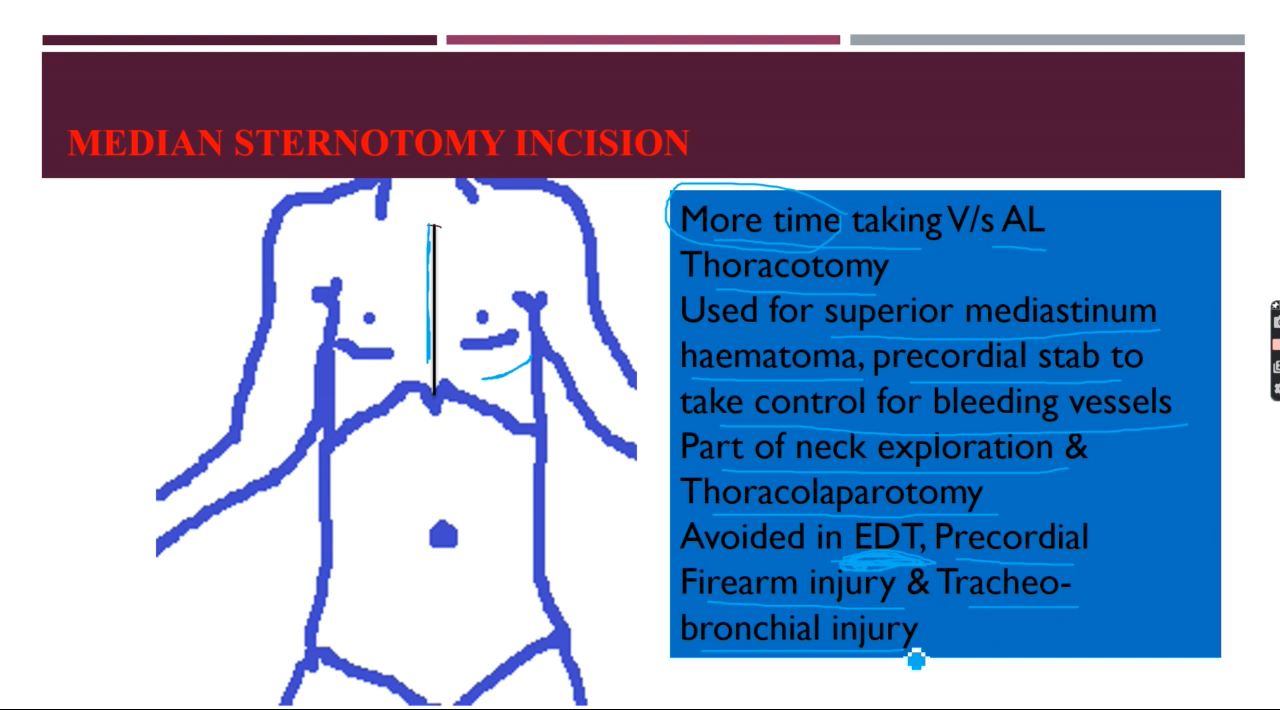 MEDIAN STERNOTOMY INCISION
More time taking V/s AL
Thoracotomy
Used for superior mediastinum
haematoma, precordial stab to
take control for bleeding vessels
Part of neck exploration &
Thoracolaparotomy
Avoided in EDT, Precordial
Firearm injury & Tracheo-
bronchial injury